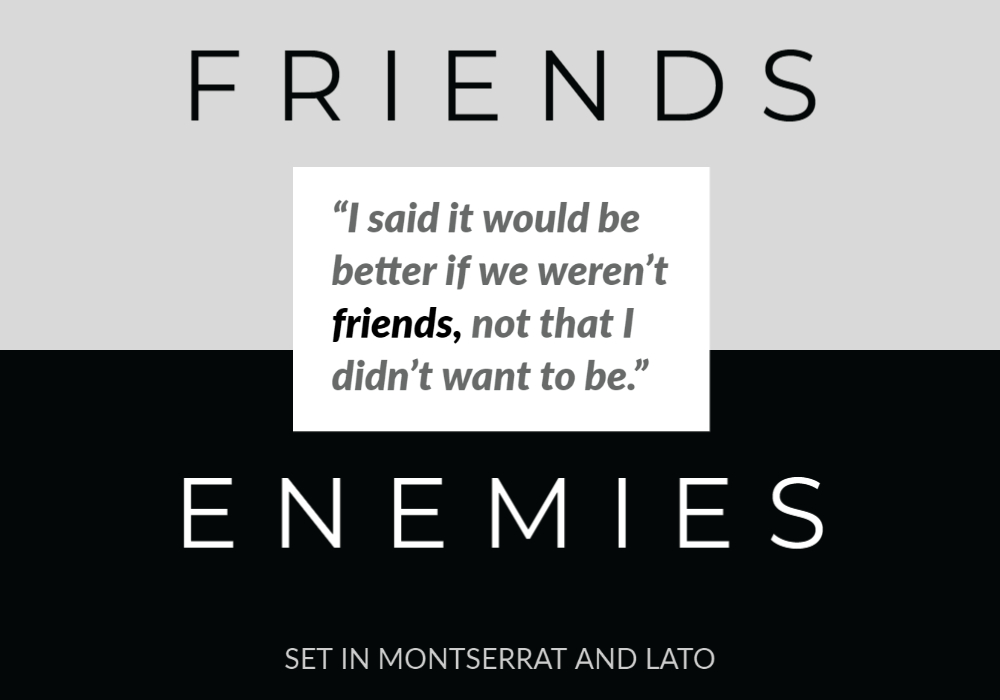 FRIENDS
“I said it would be
better if we weren’t
friends, not that I
didn’t want to be.”
ENEMIES
SET IN MONTSERRAT AND LATO